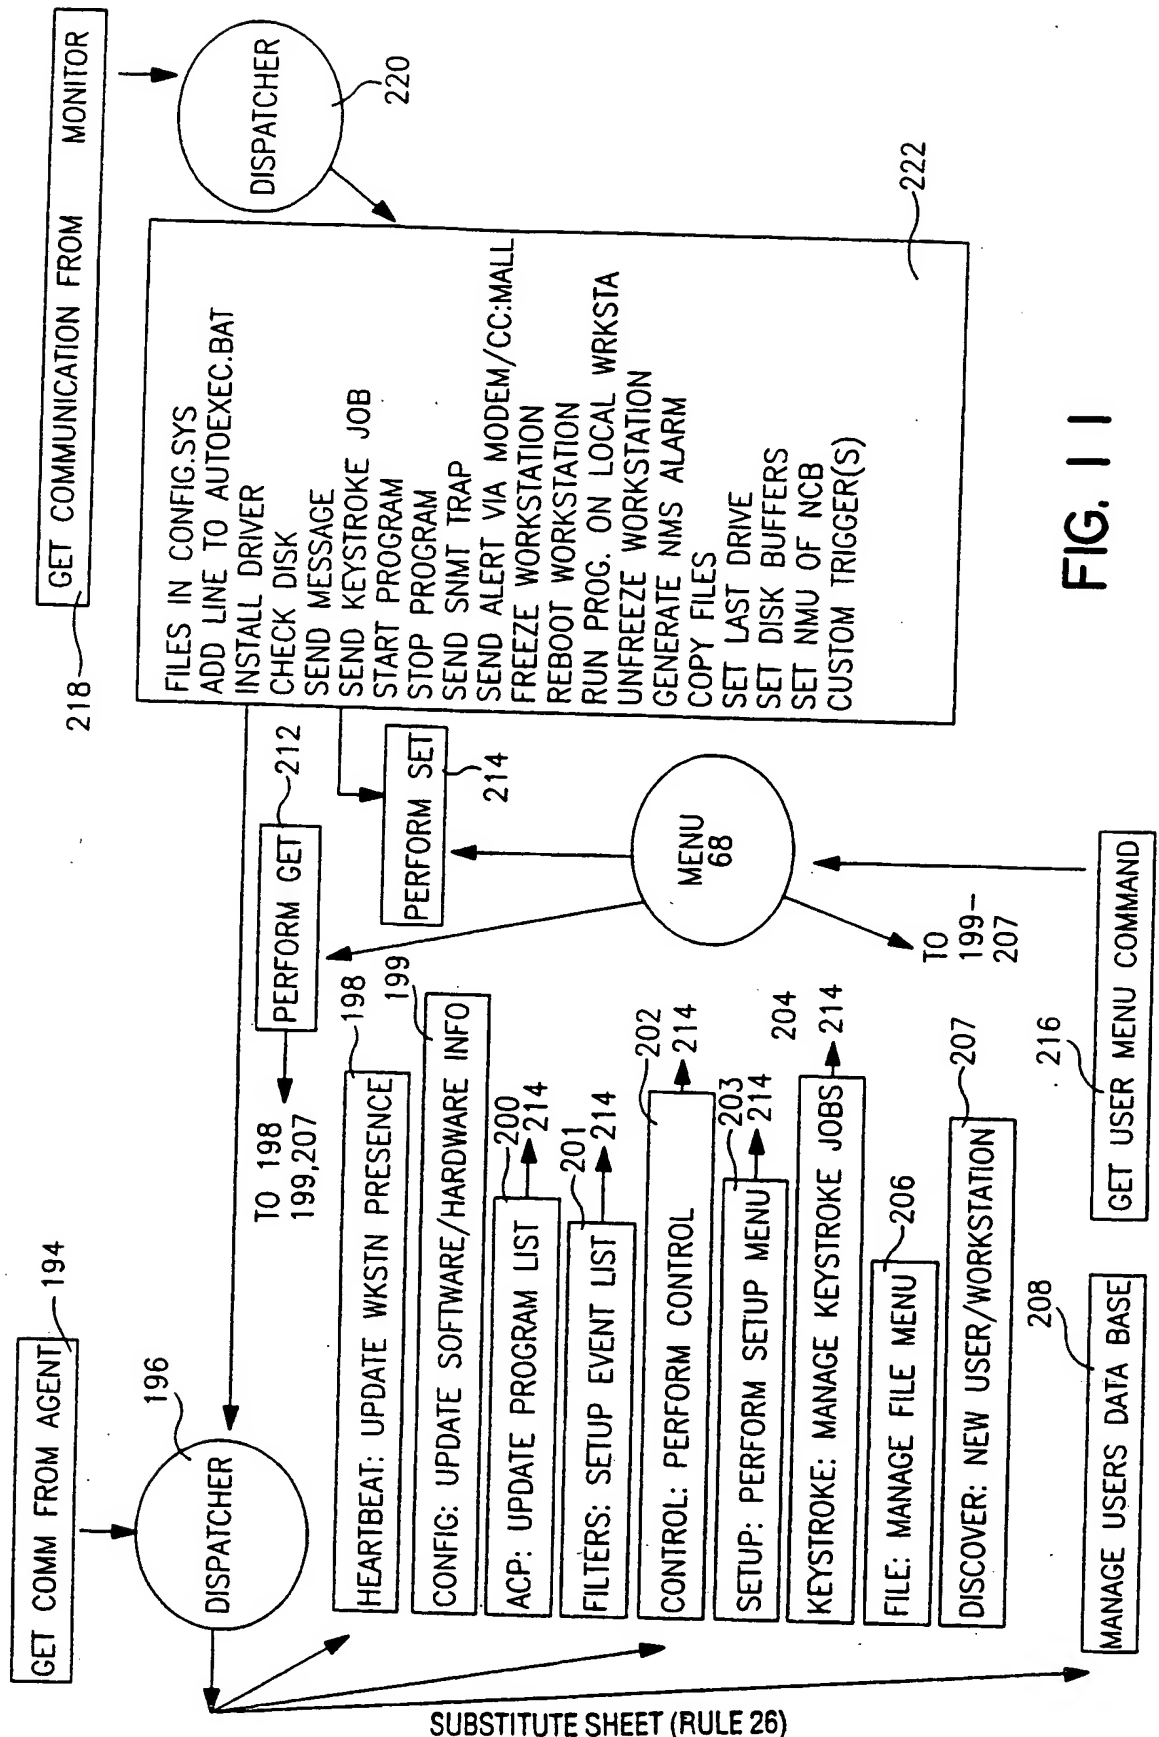 GET COMM FROM AGENT
194
DISPATCHER
196
TO 198
199,207
PERFORM GET
212
GET COMMUNICATION FROM MONITOR
218
DISPATCHER
220
FILES IN CONFIG.SYS
ADD LINE TO AUTOEXEC.BAT
INSTALL DRIVER
CHECK DISK
SEND MESSAGE
SEND KEYSTROKE JOB
START PROGRAM
STOP PROGRAM
SEND SNMT TRAP
SEND ALERT VIA MODEM/CC:MALL
FREEZE WORKSTATION
REBOOT WORKSTATION
RUN PROG. ON LOCAL WRKSTA
UNFREEZE WORKSTATION
GENERATE NMS ALARM
COPY FILES
SET LAST DRIVE
SET DISK BUFFERS
SET NMU OF NCB
CUSTOM TRIGGER(S)
222
PERFORM SET
214
HEARTBEAT: UPDATE WKSTN PRESENCE
198
CONFIG: UPDATE SOFTWARE/HARDWARE INFO
199
ACP: UPDATE PROGRAM LIST
200
214
FILTERS: SETUP EVENT LIST
201
214
CONTROL: PERFORM CONTROL
202
214
SETUP: PERFORM SETUP MENU
203
214
KEYSTROKE: MANAGE KEYSTROKE JOBS
204
214
FILE: MANAGE FILE MENU
206
DISCOVER: NEW USER/WORKSTATION
207
MENU
68
TO
199-
207
MANAGE USERS DATA BASE
208
GET USER MENU COMMAND
216
FIG. 11
SUBSTITUTE SHEET (RULE 26)